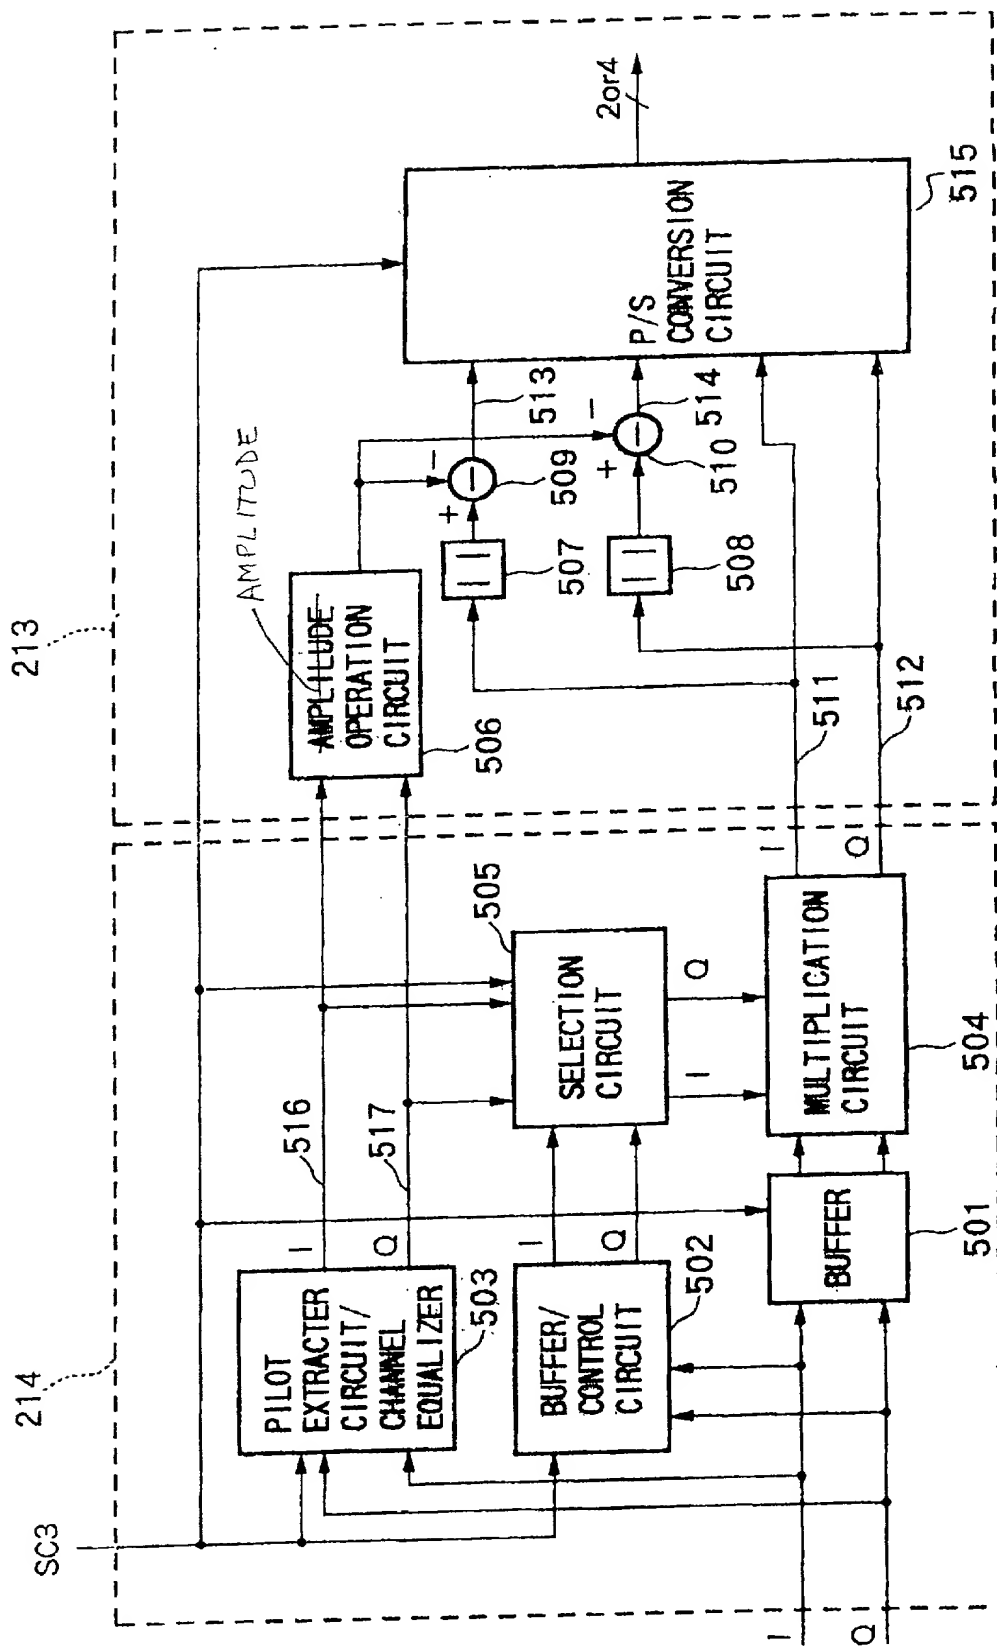 214
213
SC3
PILOT
EXTRACTER
CIRCUIT/
CHANNEL
EQUALIZER
503
I
516
Q
517
AMPLITUDE
AMPLILUDE
OPERATION
CIRCUIT
506
BUFFER/
CONTROL
CIRCUIT
502
I
Q
SELECTION
CIRCUIT
505
I
Q
| |
507
+
-
-
509
513
| |
508
+
-
-
510
514
P/S
CONVERSION
CIRCUIT
515
2or4
I
Q
BUFFER
501
MULTIPLICATION
CIRCUIT
504
I
Q
511
512